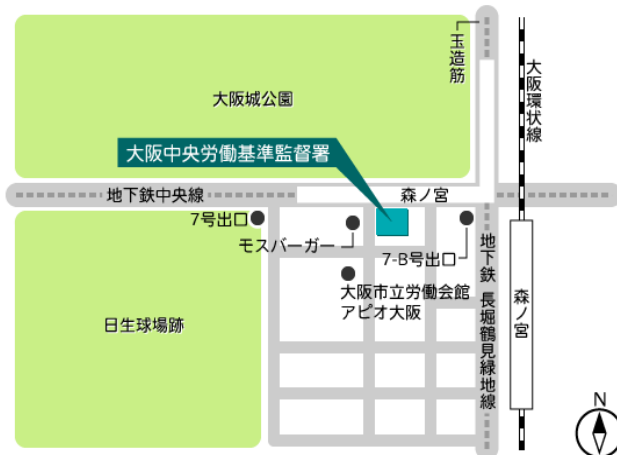 玉造筋
大阪環状線
大阪城公園
大阪中央労働基準監督署
地下鉄中央線
森ノ宮
7号出口
モスバーガー
7-B号出口
大阪市立労働会館
アピオ大阪
日生球場跡
地下鉄 長堀鶴見緑地線
森ノ宮
N